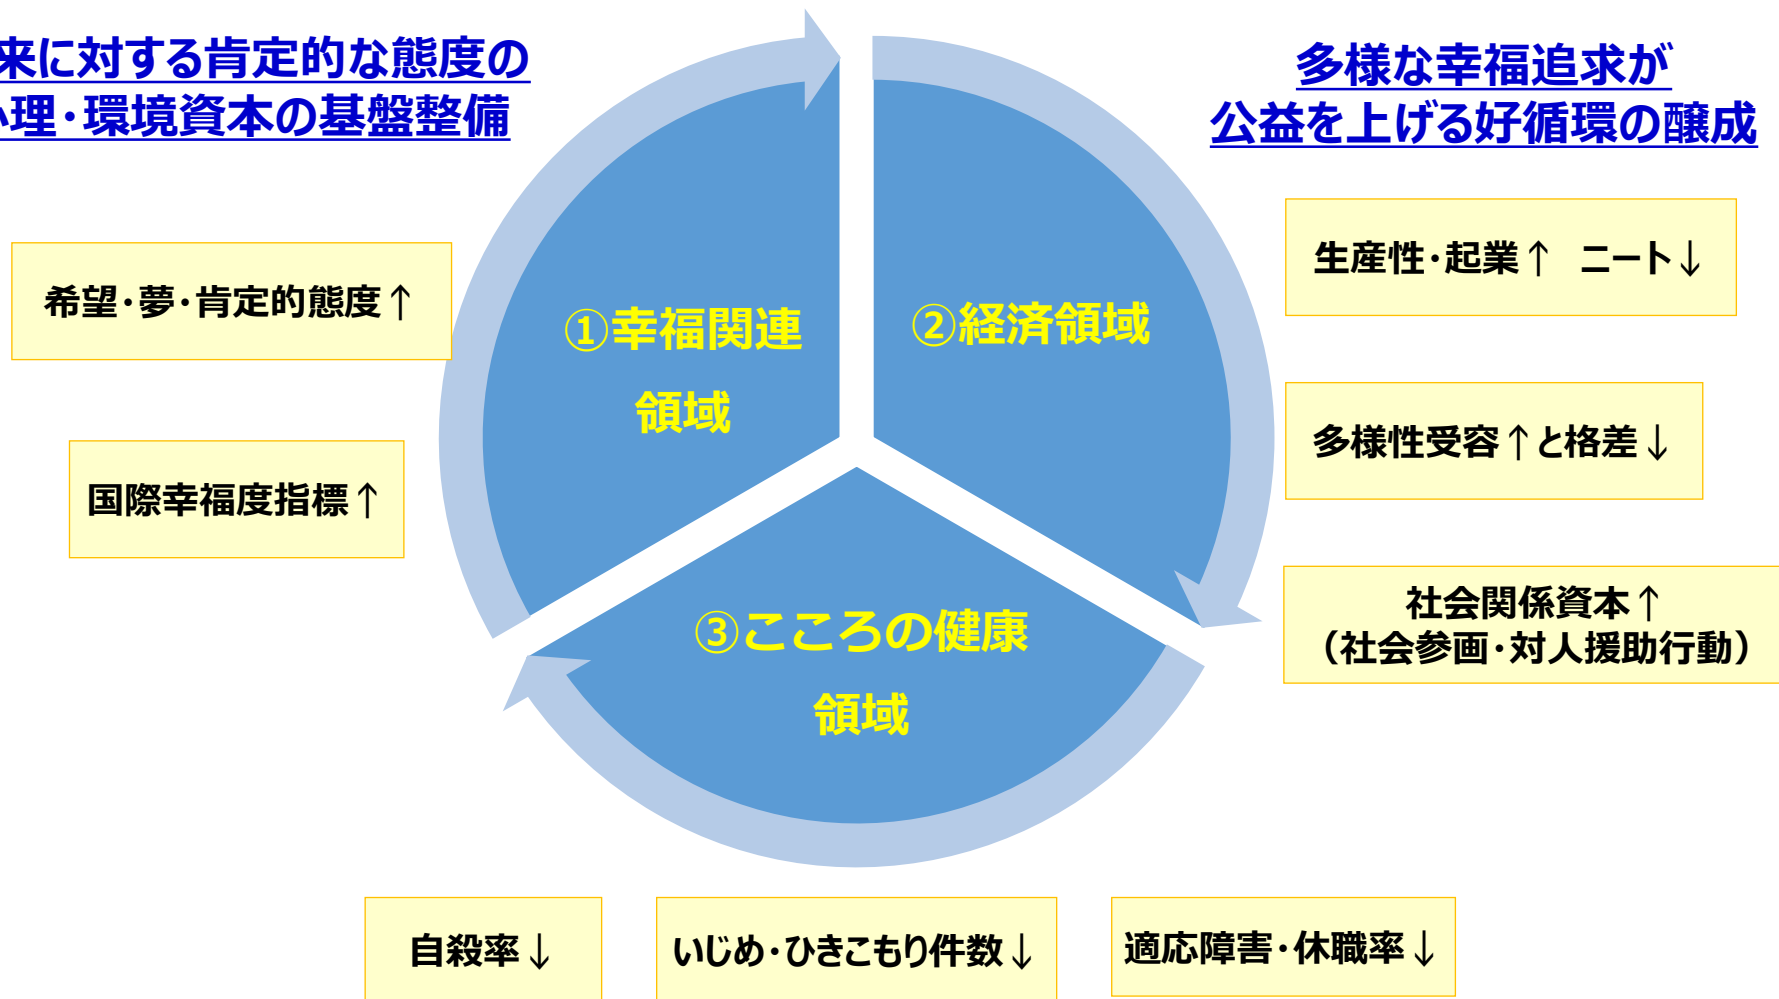 来に対する肯定的な態度の
理・環境資本の基盤整備
多様な幸福追求が
公益を上げる好循環の醸成
希望・夢・肯定的態度↑
国際幸福度指標↑
①幸福関連
領域
②経済領域
③こころの健康
領域
生産性・起業↑ ニート↓
多様性受容↑と格差↓
社会関係資本↑
（社会参画・対人援助行動）
自殺率↓
いじめ・ひきこもり件数↓
適応障害・休職率↓